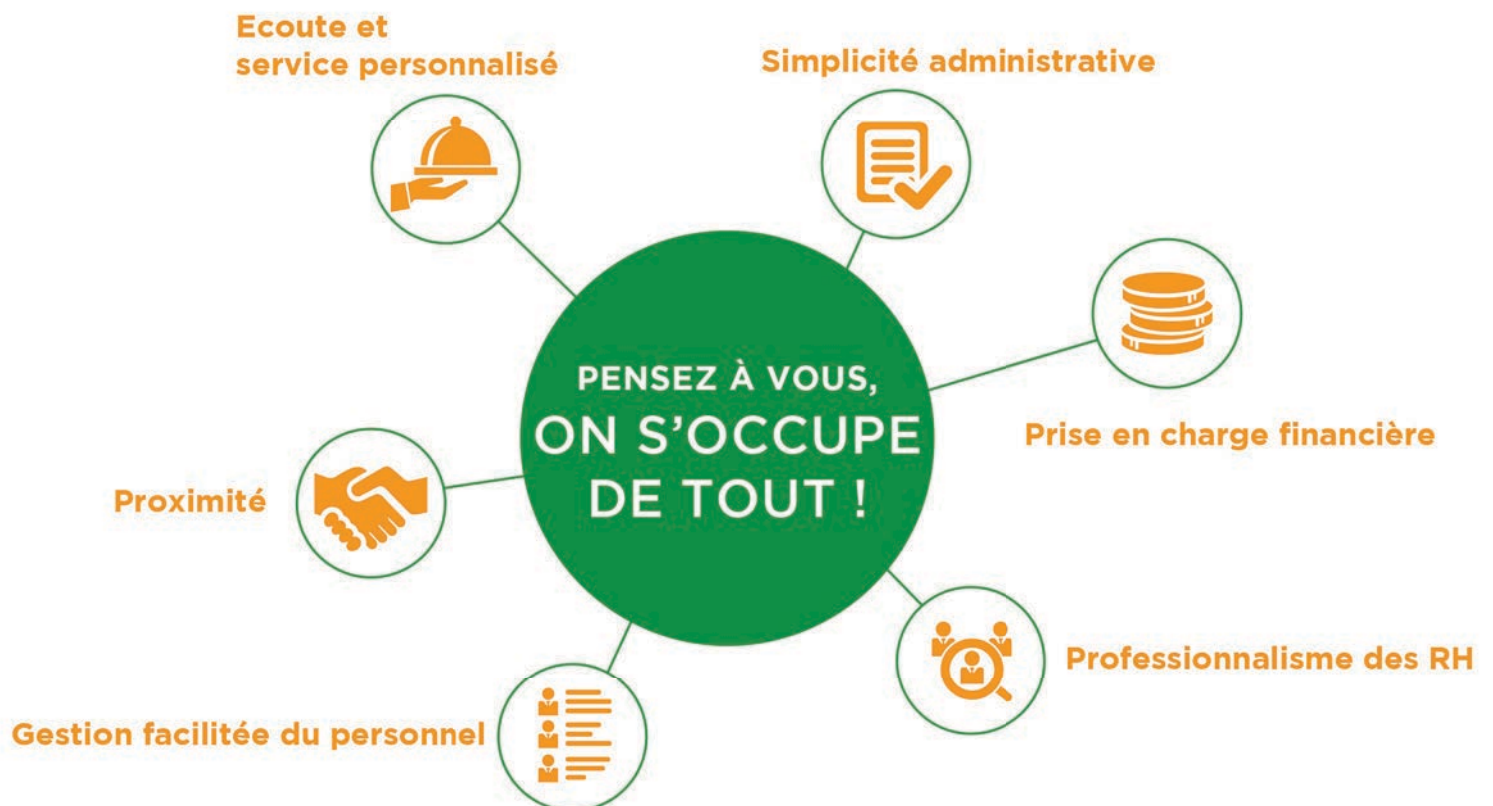 Ecoute et
service personnalisé
Simplicité administrative
PENSEZ À VOUS,
ON S'OCCUPE
DE TOUT !
Prise en charge financière
Proximité
Professionnalisme des RH
Gestion facilitée du personnel